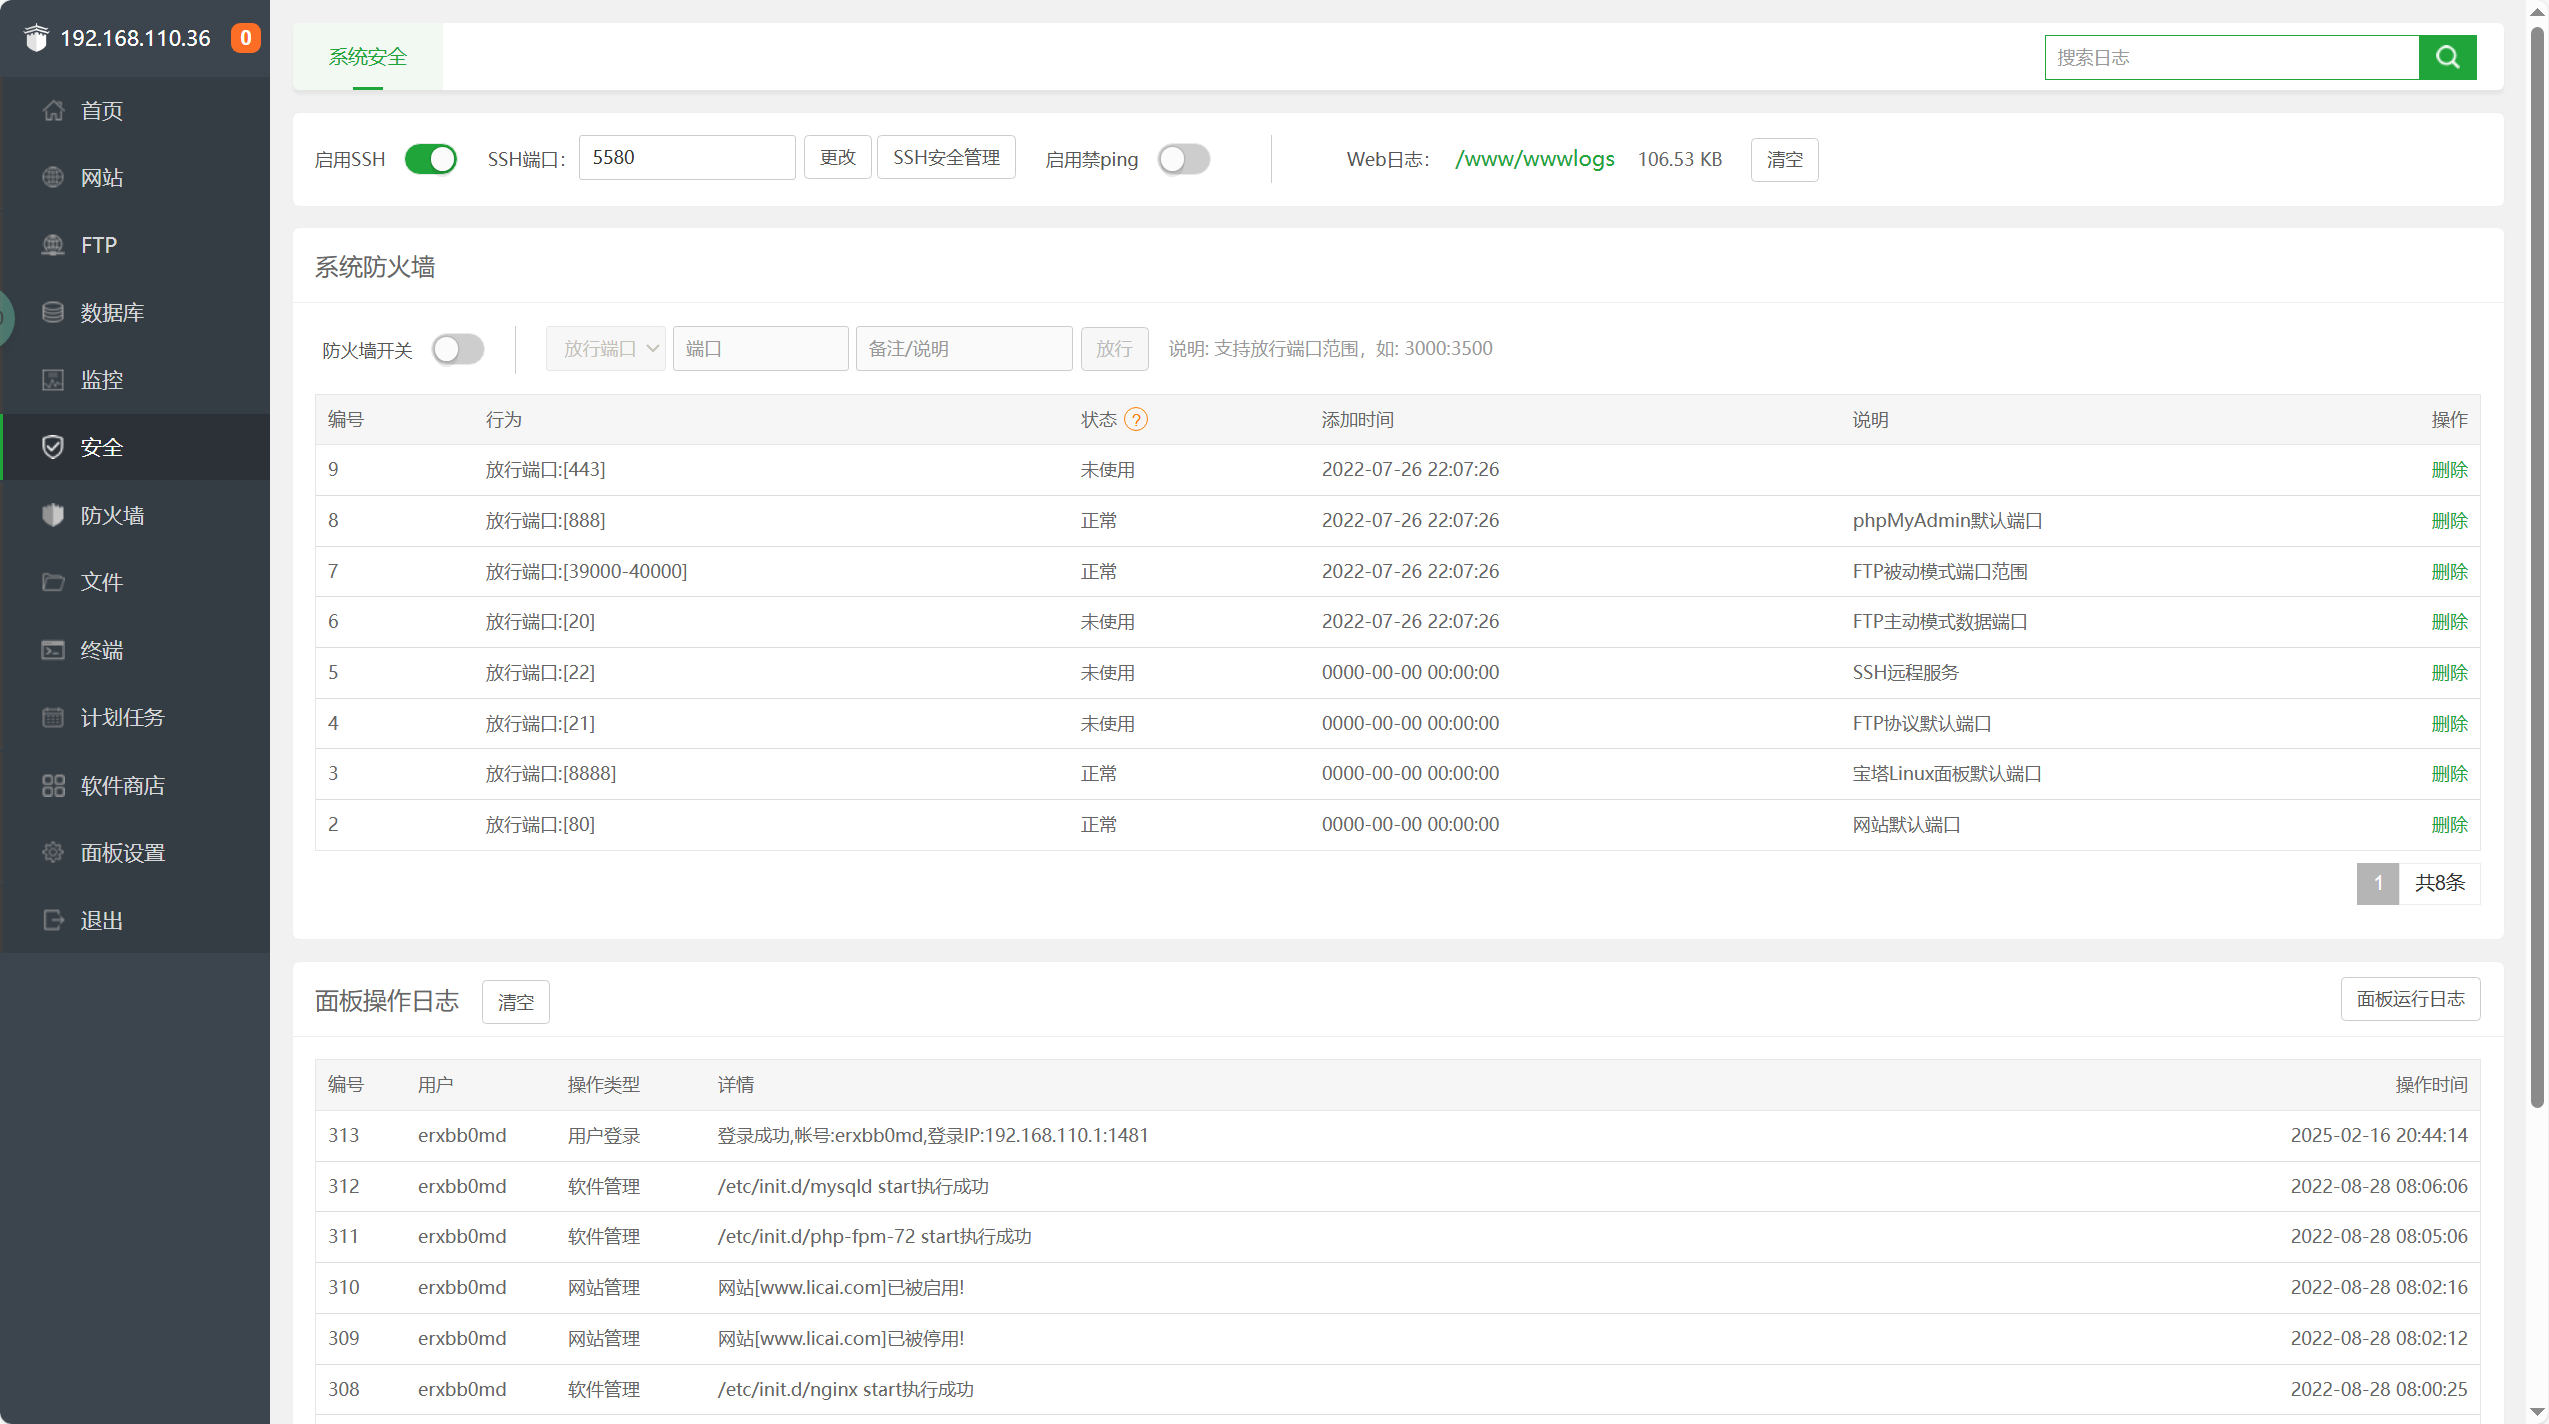 192.168.110.36 0
首页
网站
FTP
数据库
监控
安全
防火墙
文件
终端
计划任务
软件商店
面板设置
退出
系统安全
搜索日志
启用SSH SSH端口: 5580 更改 SSH安全管理 启用禁ping Web日志: /www/wwwlogs 106.53 KB 清空
系统防火墙
防火墙开关 放行端口 端口 备注/说明 放行 说明: 支持放行端口范围，如: 3000:3500
编号 行为 状态 ? 添加时间 说明 操作
9 放行端口:[443] 未使用 2022-07-26 22:07:26 删除
8 放行端口:[888] 正常 2022-07-26 22:07:26 phpMyAdmin默认端口 删除
7 放行端口:[39000-40000] 正常 2022-07-26 22:07:26 FTP被动模式端口范围 删除
6 放行端口:[20] 未使用 2022-07-26 22:07:26 FTP主动模式数据端口 删除
5 放行端口:[22] 未使用 0000-00-00 00:00:00 SSH远程服务 删除
4 放行端口:[21] 未使用 0000-00-00 00:00:00 FTP协议默认端口 删除
3 放行端口:[8888] 正常 0000-00-00 00:00:00 宝塔Linux面板默认端口 删除
2 放行端口:[80] 正常 0000-00-00 00:00:00 网站默认端口 删除
1 共8条
面板操作日志 清空 面板运行日志
编号 用户 操作类型 详情 操作时间
313 erxbb0md 用户登录 登录成功,帐号:erxbb0md,登录IP:192.168.110.1:1481 2025-02-16 20:44:14
312 erxbb0md 软件管理 /etc/init.d/mysqld start执行成功 2022-08-28 08:06:06
311 erxbb0md 软件管理 /etc/init.d/php-fpm-72 start执行成功 2022-08-28 08:05:06
310 erxbb0md 网站管理 网站[www.licai.com]已被启用! 2022-08-28 08:02:16
309 erxbb0md 网站管理 网站[www.licai.com]已被停用! 2022-08-28 08:02:12
308 erxbb0md 软件管理 /etc/init.d/nginx start执行成功 2022-08-28 08:00:25